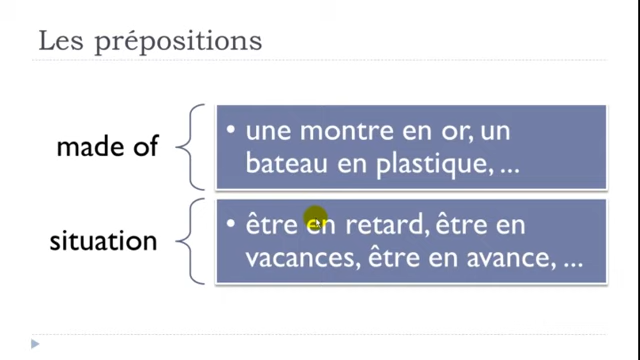 Les prépositions
made of
• une montre en or, un
bateau en plastique, ...
situation
• être en retard, être en
vacances, être en avance, ...